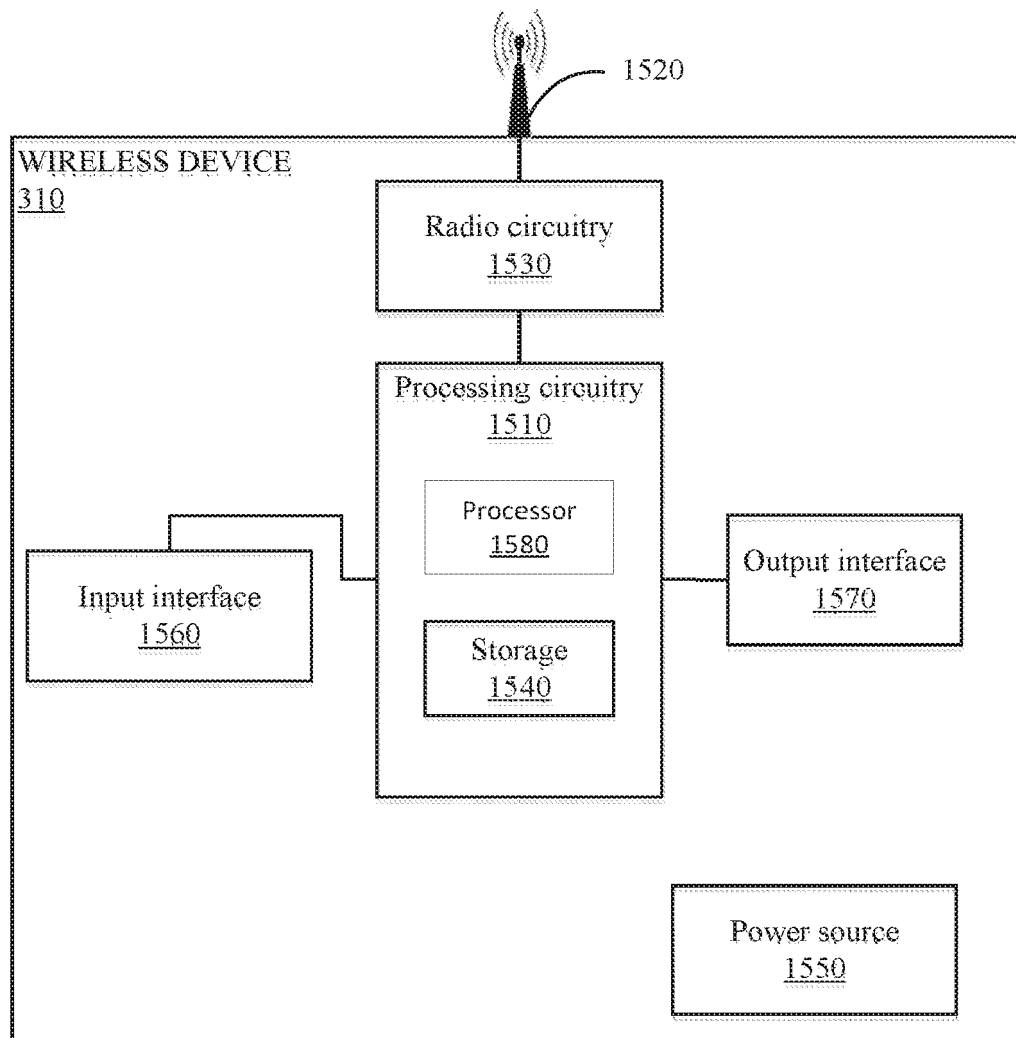 1520
WIRELESS DEVICE
310
Radio circuitry
1530
Processing circuitry
1510
Processor
1580
Input interface
1560
Output interface
1570
Storage
1540
Power source
1550